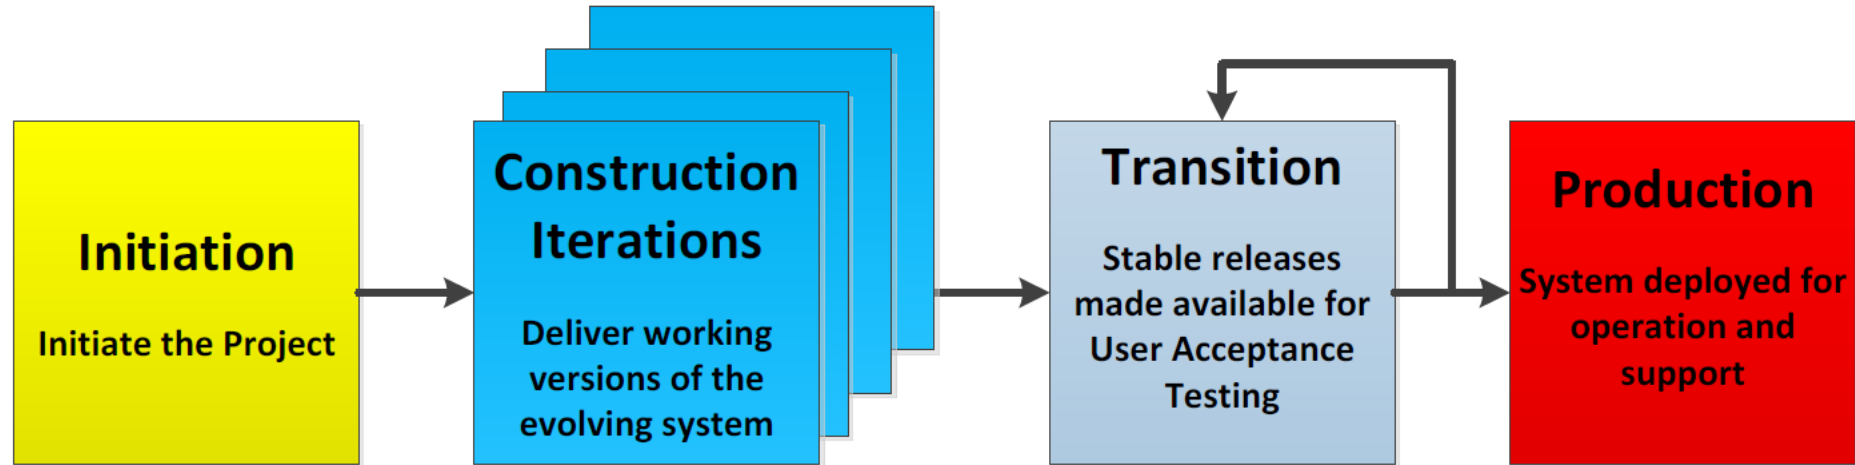 Initiation
Initiate the Project
Construction
Iterations
Deliver working
versions of the
evolving system
Transition
Stable releases
made available for
User Acceptance
Testing
Production
System deployed for
operation and
support